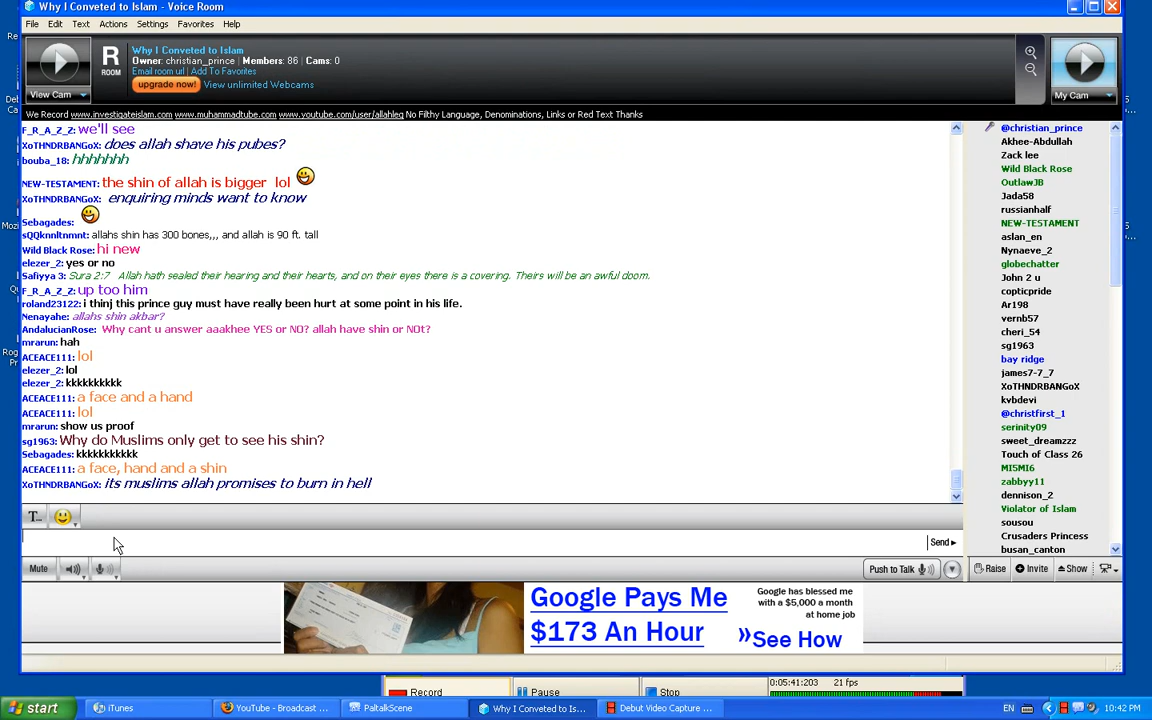 Why I Conveted to Islam - Voice Room
File Edit Text Actions Settings Favorites Help
R
ROOM
Why I Conveted to Islam
Owner: christian_prince | Members: 86 | Cams: 0
Email room url | Add To Favorites
upgrade now! View unlimited Webcams
View Cam
My Cam
We Record www.investigateislam.com www.muhammadtube.com www.youtube.com/user/allahleg No Filthy Language, Denominations, Links or Red Text Thanks
F_R_A_Z_Z: we'll see
XoTHNDRBANGoX: does allah shave his pubes?
bouba_18: hhhhhhh
NEW-TESTAMENT: the shin of allah is bigger lol
XoTHNDRBANGoX: enquiring minds want to know
Sebagades:
sQQknnltnmnt: allahs shin has 300 bones,,, and allah is 90 ft. tall
Wild Black Rose: hi new
elezer_2: yes or no
Safiyya 3: Sura 2:7 Allah hath sealed their hearing and their hearts, and on their eyes there is a covering. Theirs will be an awful doom.
F_R_A_Z_Z: up too him
roland23122: i thinj this prince guy must have really been hurt at some point in his life.
Nenayahe: allahs shin akbar?
AndalucianRose: Why cant u answer aaakhee YES or NO? allah have shin or NOt?
mrarun: hah
ACEACE111: lol
elezer_2: lol
elezer_2: kkkkkkkkkk
ACEACE111: a face and a hand
ACEACE111: lol
mrarun: show us proof
sg1963: Why do Muslims only get to see his shin?
Sebagades: kkkkkkkkkkk
ACEACE111: a face, hand and a shin
XoTHNDRBANGoX: its muslims allah promises to burn in hell
@christian_prince
Akhee-Abdullah
Zack lee
Wild Black Rose
OutlawJB
Jada58
russianhalf
NEW-TESTAMENT
aslan_en
Nynaeve_2
globechatter
John 2 u
copticpride
Ar198
vernb57
cheri_54
sg1963
bay ridge
james7-7_7
XoTHNDRBANGoX
kvbdevi
@christfirst_1
serinity09
sweet_dreamzzz
Touch of Class 26
MI5MI6
zabbyy11
dennison_2
Violator of Islam
sousou
Crusaders Princess
busan_canton
T...
Send
Mute
Push to Talk
Raise Invite Show
Google Pays Me
$173 An Hour
Google has blessed me
with a $5,000 a month
at home job
»See How
Record Pause Stop 0:05:41:203 21 fps
start iTunes YouTube - Broadcast ... PaltalkScene Why I Conveted to Is... Debut Video Capture ... EN 10:42 PM